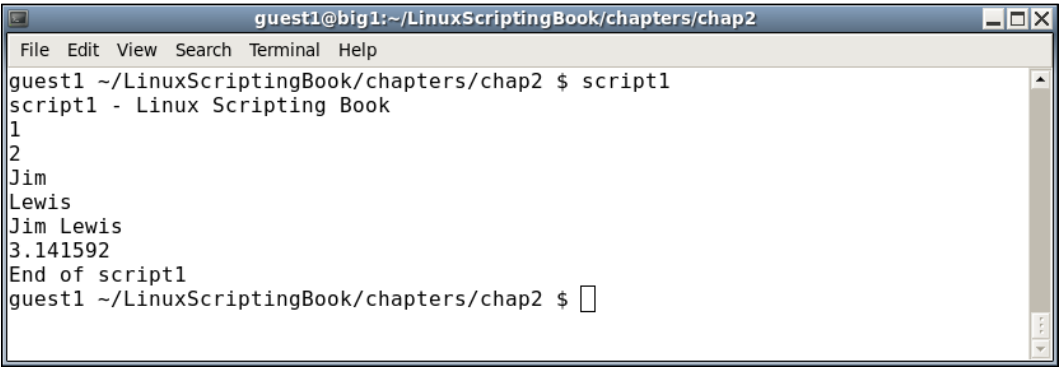 guest1@big1:~/LinuxScriptingBook/chapters/chap2
File Edit View Search Terminal Help
guest1 ~/LinuxScriptingBook/chapters/chap2 $ script1
script1 - Linux Scripting Book
1
2
Jim
Lewis
Jim Lewis
3.141592
End of script1
guest1 ~/LinuxScriptingBook/chapters/chap2 $